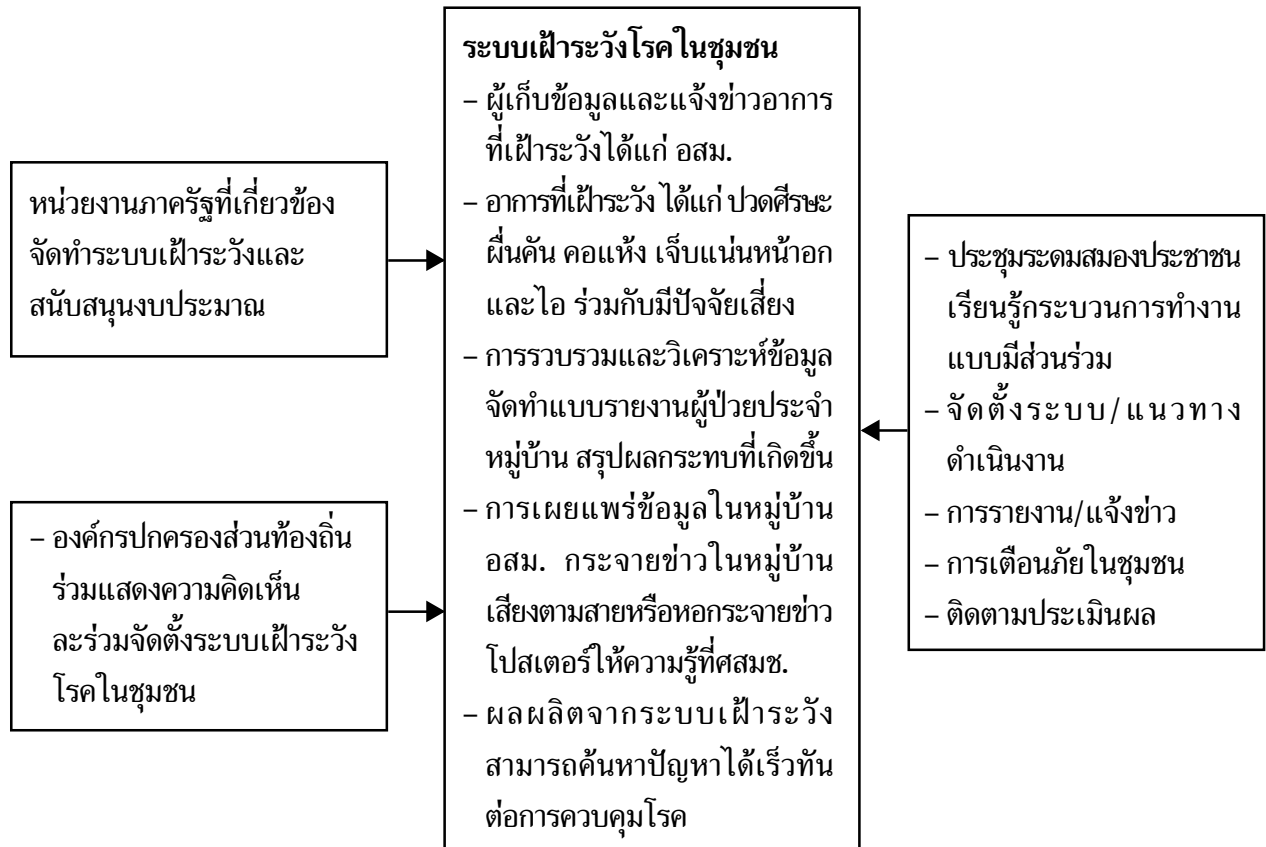 หน่วยงานภาครัฐที่เกี่ยวข้อง
จัดทำระบบเฝ้าระวังและ
สนับสนุนงบประมาณ
– องค์กรปกครองส่วนท้องถิ่น
ร่วมแสดงความคิดเห็น
ละร่วมจัดตั้งระบบเฝ้าระวัง
โรคในชุมชน
ระบบเฝ้าระวังโรคในชุมชน
– ผู้เก็บข้อมูลและแจ้งข่าวอาการ
ที่เฝ้าระวังได้แก่ อสม.
– อาการที่เฝ้าระวัง ได้แก่ ปวดศีรษะ
ผื่นคัน คอแห้ง เจ็บแน่นหน้าอก
และไอ ร่วมกับมีปัจจัยเสี่ยง
– การรวบรวมและวิเคราะห์ข้อมูล
จัดทำแบบรายงานผู้ป่วยประจำ
หมู่บ้าน สรุปผลกระทบที่เกิดขึ้น
– การเผยแพร่ข้อมูลในหมู่บ้าน
อสม. กระจายข่าวในหมู่บ้าน
เสียงตามสายหรือหอกระจายข่าว
โปสเตอร์ให้ความรู้ที่ศสมช.
– ผลผลิตจากระบบเฝ้าระวัง
สามารถค้นหาปัญหาได้เร็วทัน
ต่อการควบคุมโรค
– ประชุมระดมสมองประชาชน
เรียนรู้กระบวนการทำงาน
แบบมีส่วนร่วม
– จัดตั้งระบบ/แนวทาง
ดำเนินงาน
– การรายงาน/แจ้งข่าว
– การเตือนภัยในชุมชน
– ติดตามประเมินผล